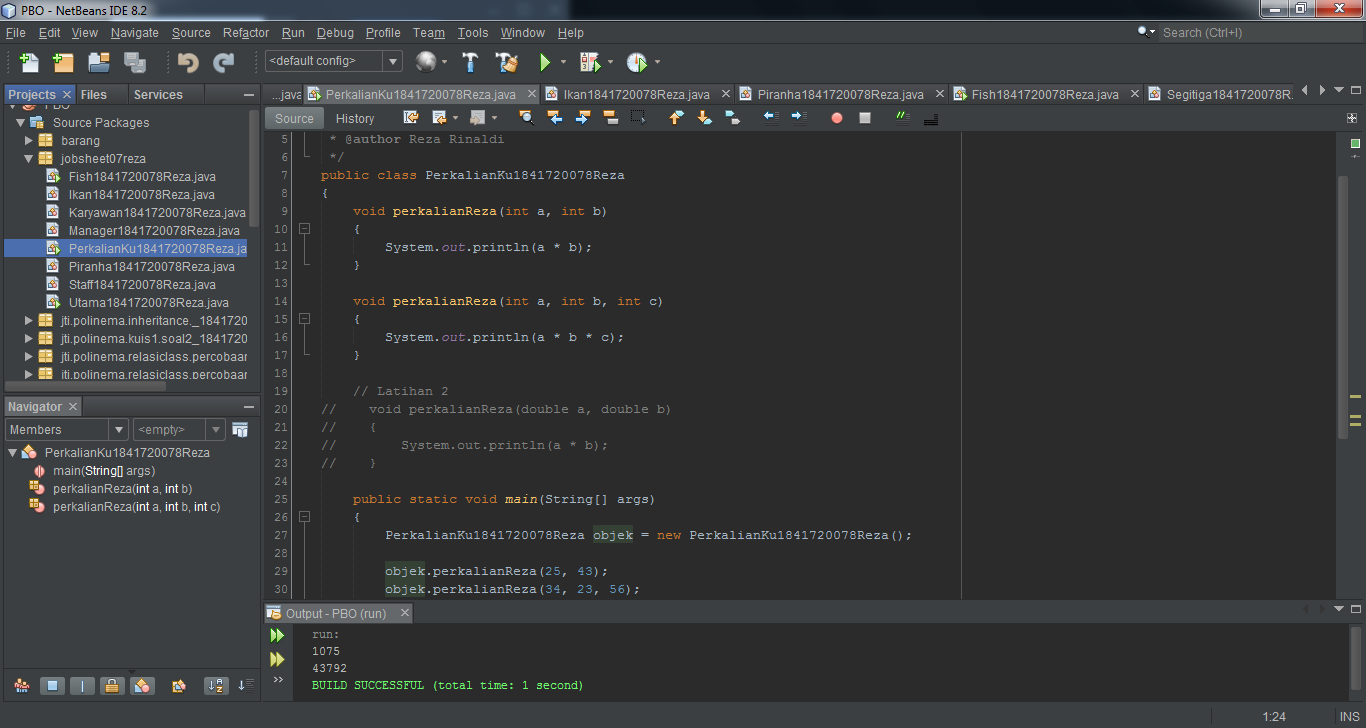 PBO - NetBeans IDE 8.2
File Edit View Navigate Source Refactor Run Debug Profile Team Tools Window Help
Search (Ctrl+I)
<default config>
Projects Files Services
...java PerkalianKu1841720078Reza.java Ikan1841720078Reza.java Piranha1841720078Reza.java Fish1841720078Reza.java Segitiga1841720078R
Source History
PBO
Source Packages
barang
jobsheet07reza
Fish1841720078Reza.java
Ikan1841720078Reza.java
Karyawan1841720078Reza.java
Manager1841720078Reza.java
PerkalianKu1841720078Reza.ja
Piranha1841720078Reza.java
Staff1841720078Reza.java
Utama1841720078Reza.java
jti.polinema.inheritance._1841720
jti.polinema.kuis1.soal2_1841720
jti.polinema.relasiclass.percobaar
jti.polinema.relasiclass.percobaar
Navigator
Members <empty>
PerkalianKu1841720078Reza
main(String[] args)
perkalianReza(int a, int b)
perkalianReza(int a, int b, int c)
5 * @author Reza Rinaldi
6 */
7 public class PerkalianKu1841720078Reza
8 {
9 void perkalianReza(int a, int b)
10 {
11 System.out.println(a * b);
12 }
13
14 void perkalianReza(int a, int b, int c)
15 {
16 System.out.println(a * b * c);
17 }
18
19 // Latihan 2
20 // void perkalianReza(double a, double b)
21 // {
22 // System.out.println(a * b);
23 // }
24
25 public static void main(String[] args)
26 {
27 PerkalianKu1841720078Reza objek = new PerkalianKu1841720078Reza();
28
29 objek.perkalianReza(25, 43);
30 objek.perkalianReza(34, 23, 56);
Output - PBO (run)
run:
1075
43792
BUILD SUCCESSFUL (total time: 1 second)
1:24 INS